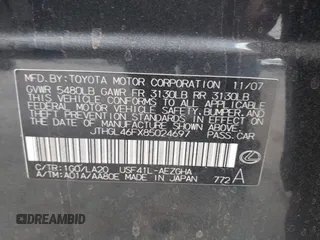 MFD. BY: TOYOTA MOTOR CORPORATION 11/07
GVWR 5480LB GAWR FR 3130LB RR 3130LB
THIS VEHICLE CONFORMS TO ALL APPLICABLE
FEDERAL MOTOR VEHICLE SAFETY, BUMPER,
AND THEFT PREVENTION STANDARDS IN EFFECT
ON THE DATE OF MANUFACTURE SHOWN ABOVE.
JTHGL46FX85024697 PASS.CAR
C/TR:1G0/LA20 USF41L-AEZGHA
A/TM:A01A/AA80E MADE IN JAPAN 772 A
DREAMBID